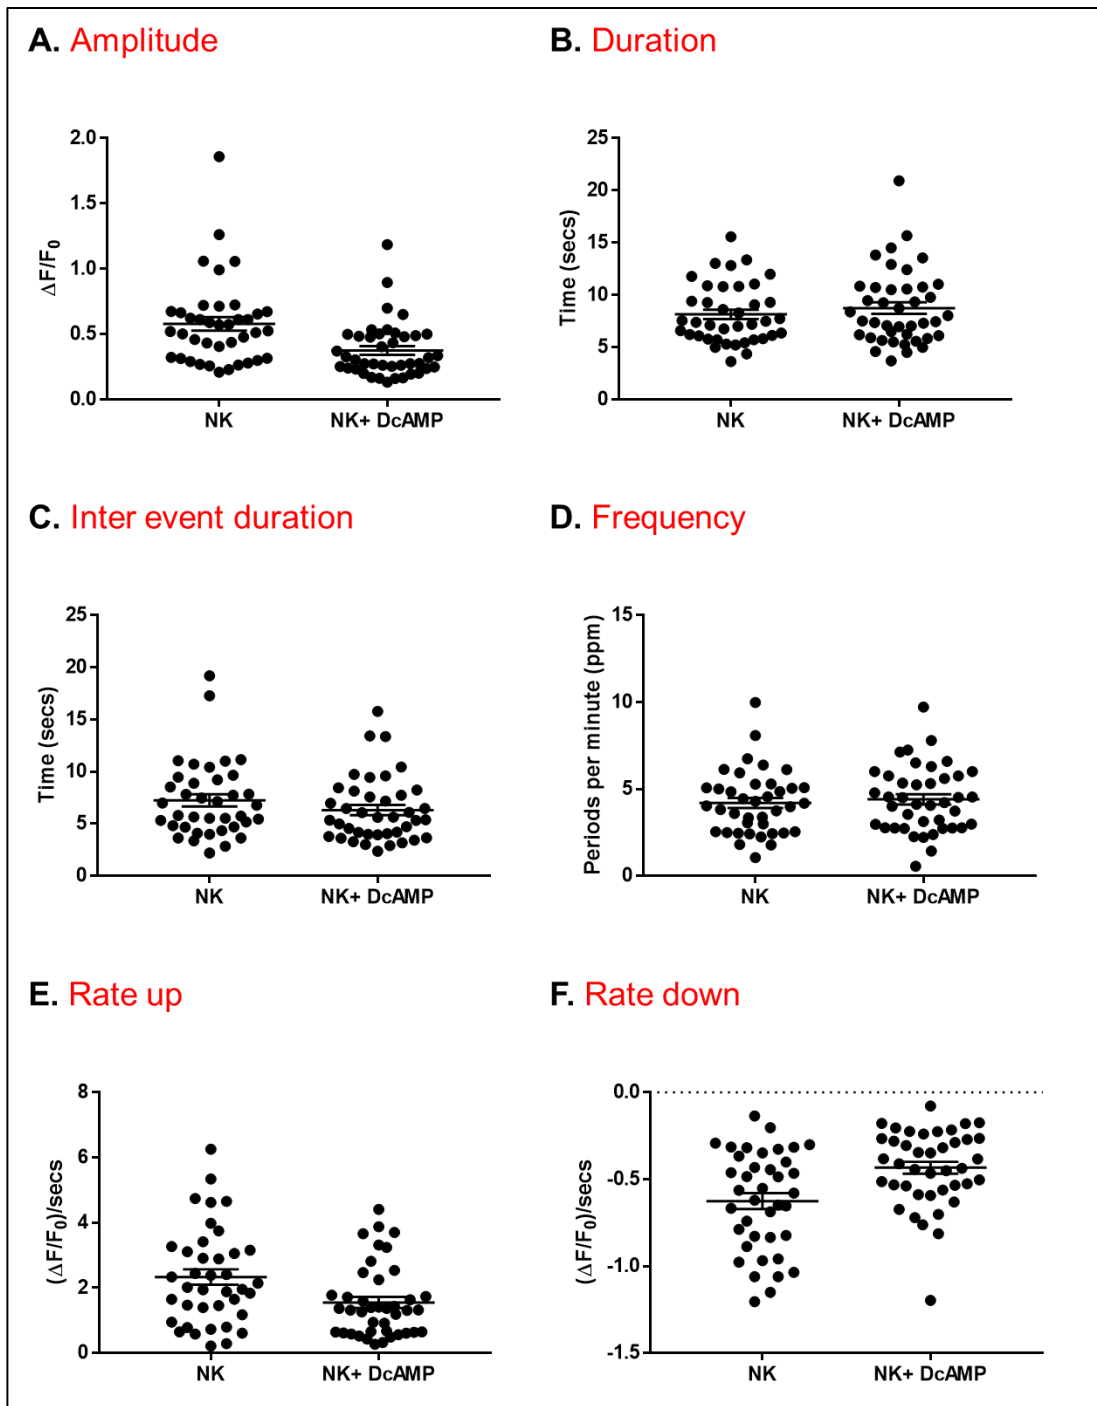 A. Amplitude
B. Duration
2.0
1.5
1.0
0.5
0.0
ΔF/F0
NK
NK+ DcAMP
25
20
15
10
5
0
Time (secs)
NK
NK+ DcAMP
C. Inter event duration
D. Frequency
25
20
15
10
5
0
Time (secs)
NK
NK+ DcAMP
15
10
5
0
Periods per minute (ppm)
NK
NK+ DcAMP
E. Rate up
F. Rate down
8
6
4
2
0
(ΔF/F0)/secs
NK
NK+ DcAMP
0.0
-0.5
-1.0
-1.5
(ΔF/F0)/secs
NK
NK+ DcAMP